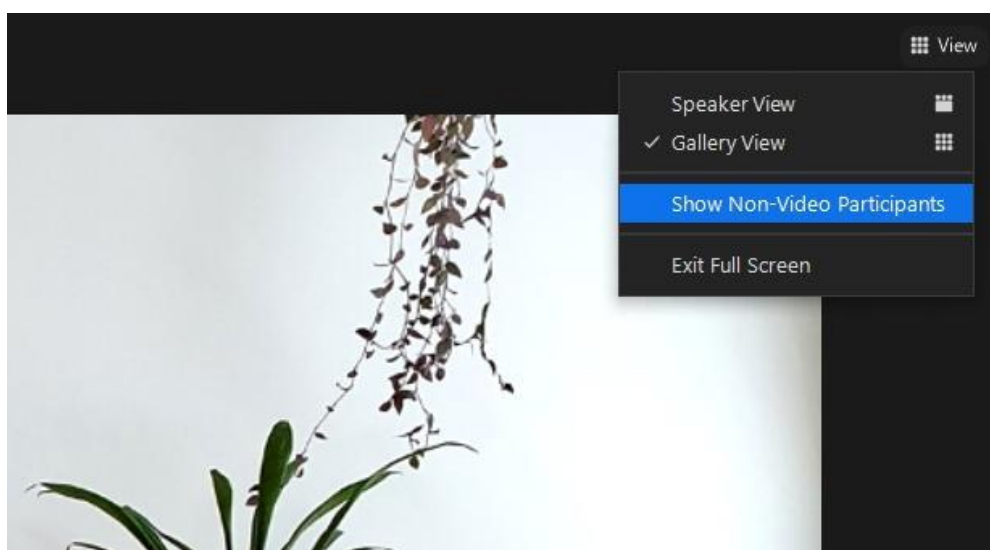 View
Speaker View
Gallery View
Show Non-Video Participants
Exit Full Screen